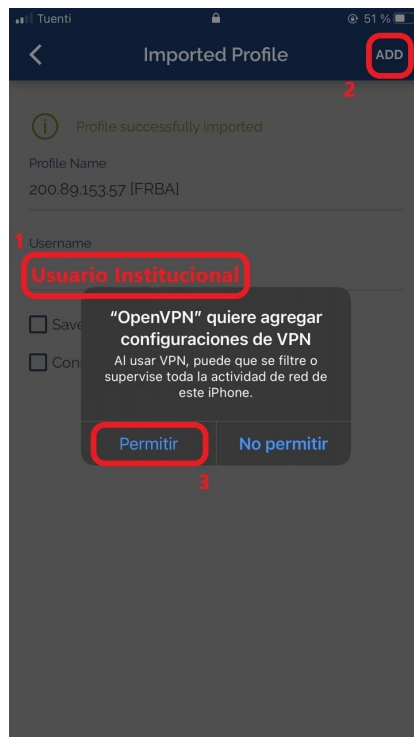 Tuenti
51 %
Imported Profile
ADD
2
Profile successfully imported
Profile Name
200.89.153.57 [FRBA]
1
Username
Usuario Institucional
Save
Con
“OpenVPN” quiere agregar
configuraciones de VPN
Al usar VPN, puede que se filtre o
supervise toda la actividad de red de
este iPhone.
Permitir
No permitir
3